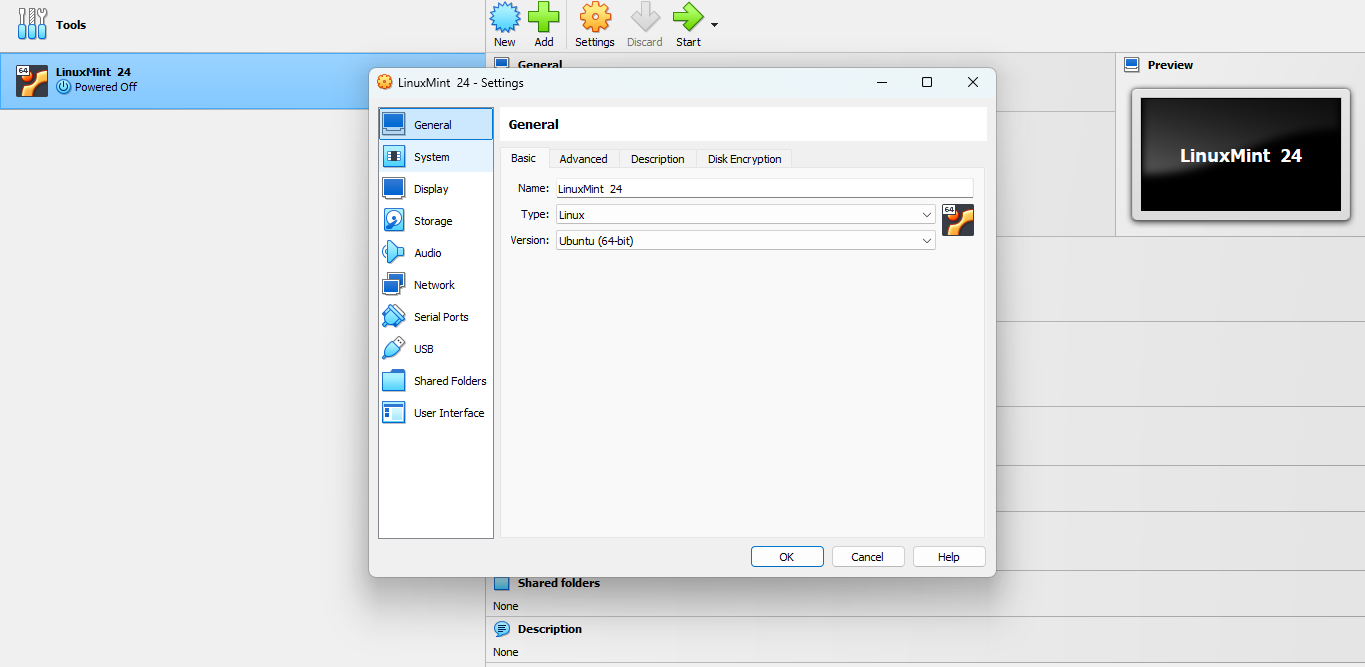 Tools
New
Add
Settings
Discard
Start
64
LinuxMint 24
Powered Off
General
Preview
LinuxMint 24
LinuxMint 24 - Settings
General
System
Display
Storage
Audio
Network
Serial Ports
USB
Shared Folders
User Interface
General
Basic
Advanced
Description
Disk Encryption
Name: LinuxMint 24
Type: Linux
64
Version: Ubuntu (64-bit)
OK
Cancel
Help
Shared folders
None
Description
None